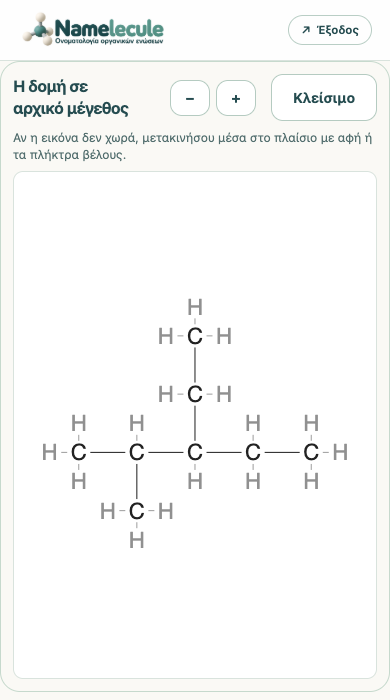 Namelecule
Ονοματολογία οργανικών ενώσεων
↗ Έξοδος
Η δομή σε
αρχικό μέγεθος
− + Κλείσιμο
Αν η εικόνα δεν χωρά, μετακινήσου μέσα στο πλαίσιο με αφή ή
τα πλήκτρα βέλους.
H
H-C-H
H-C-H
H H H H
H-C-C-C-C-C-H
H H H H
H-C-H
H